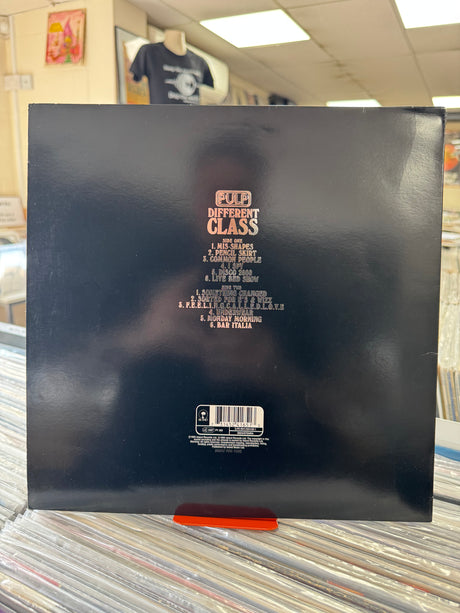 PULP
DIFFERENT
CLASS
SIDE ONE
1. MIS-SHAPES
2. PENCIL SKIRT
3. COMMON PEOPLE
4. I SPY
5. DISCO 2000
6. LIVE BED SHOW
SIDE TWO
1. SOMETHING CHANGED
2. SORTED FOR E'S & WIZZ
3. F.E.E.L.I.N.G.C.A.L.L.E.D.L.O.V.E
4. UNDERWEAR
5. MONDAY MORNING
6. BAR ITALIA